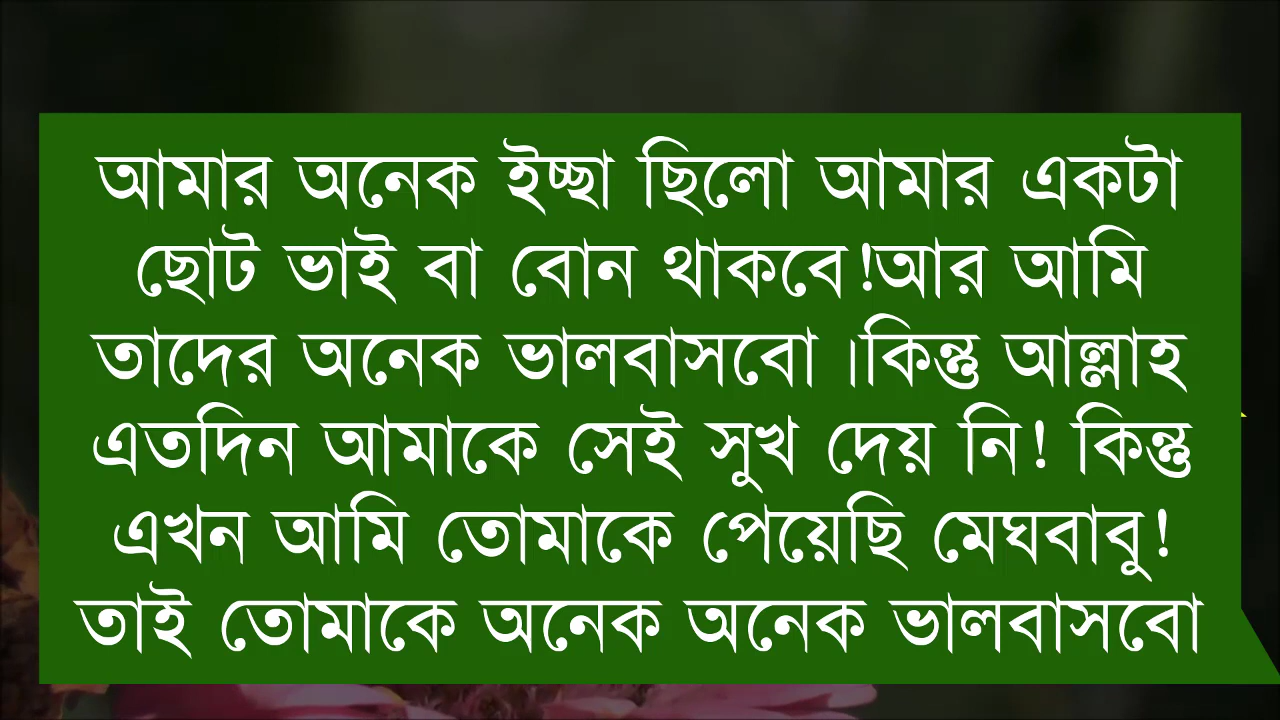 আমার অনেক ইচ্ছা ছিলো আমার একটা
ছোট ভাই বা বোন থাকবে!আর আমি
তাদের অনেক ভালবাসবো।কিন্তু আল্লাহ
এতদিন আমাকে সেই সুখ দেয় নি! কিন্তু
এখন আমি তোমাকে পেয়েছি মেঘবাবু!
তাই তোমাকে অনেক অনেক ভালবাসবো